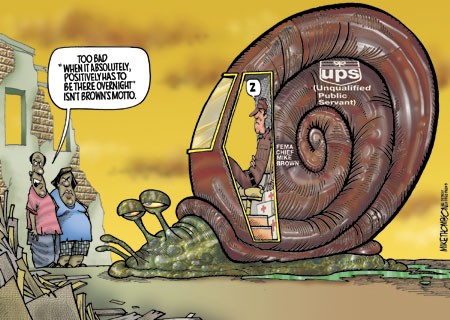 TOO BAD
"WHEN IT ABSOLUTELY,
POSITIVELY HAS TO
BE THERE OVERNIGHT"
ISN'T BROWN'S MOTTO.
Z
ups
(Unqualified
Public
Servant)
FEMA
CHIEF
MIKE
BROWN